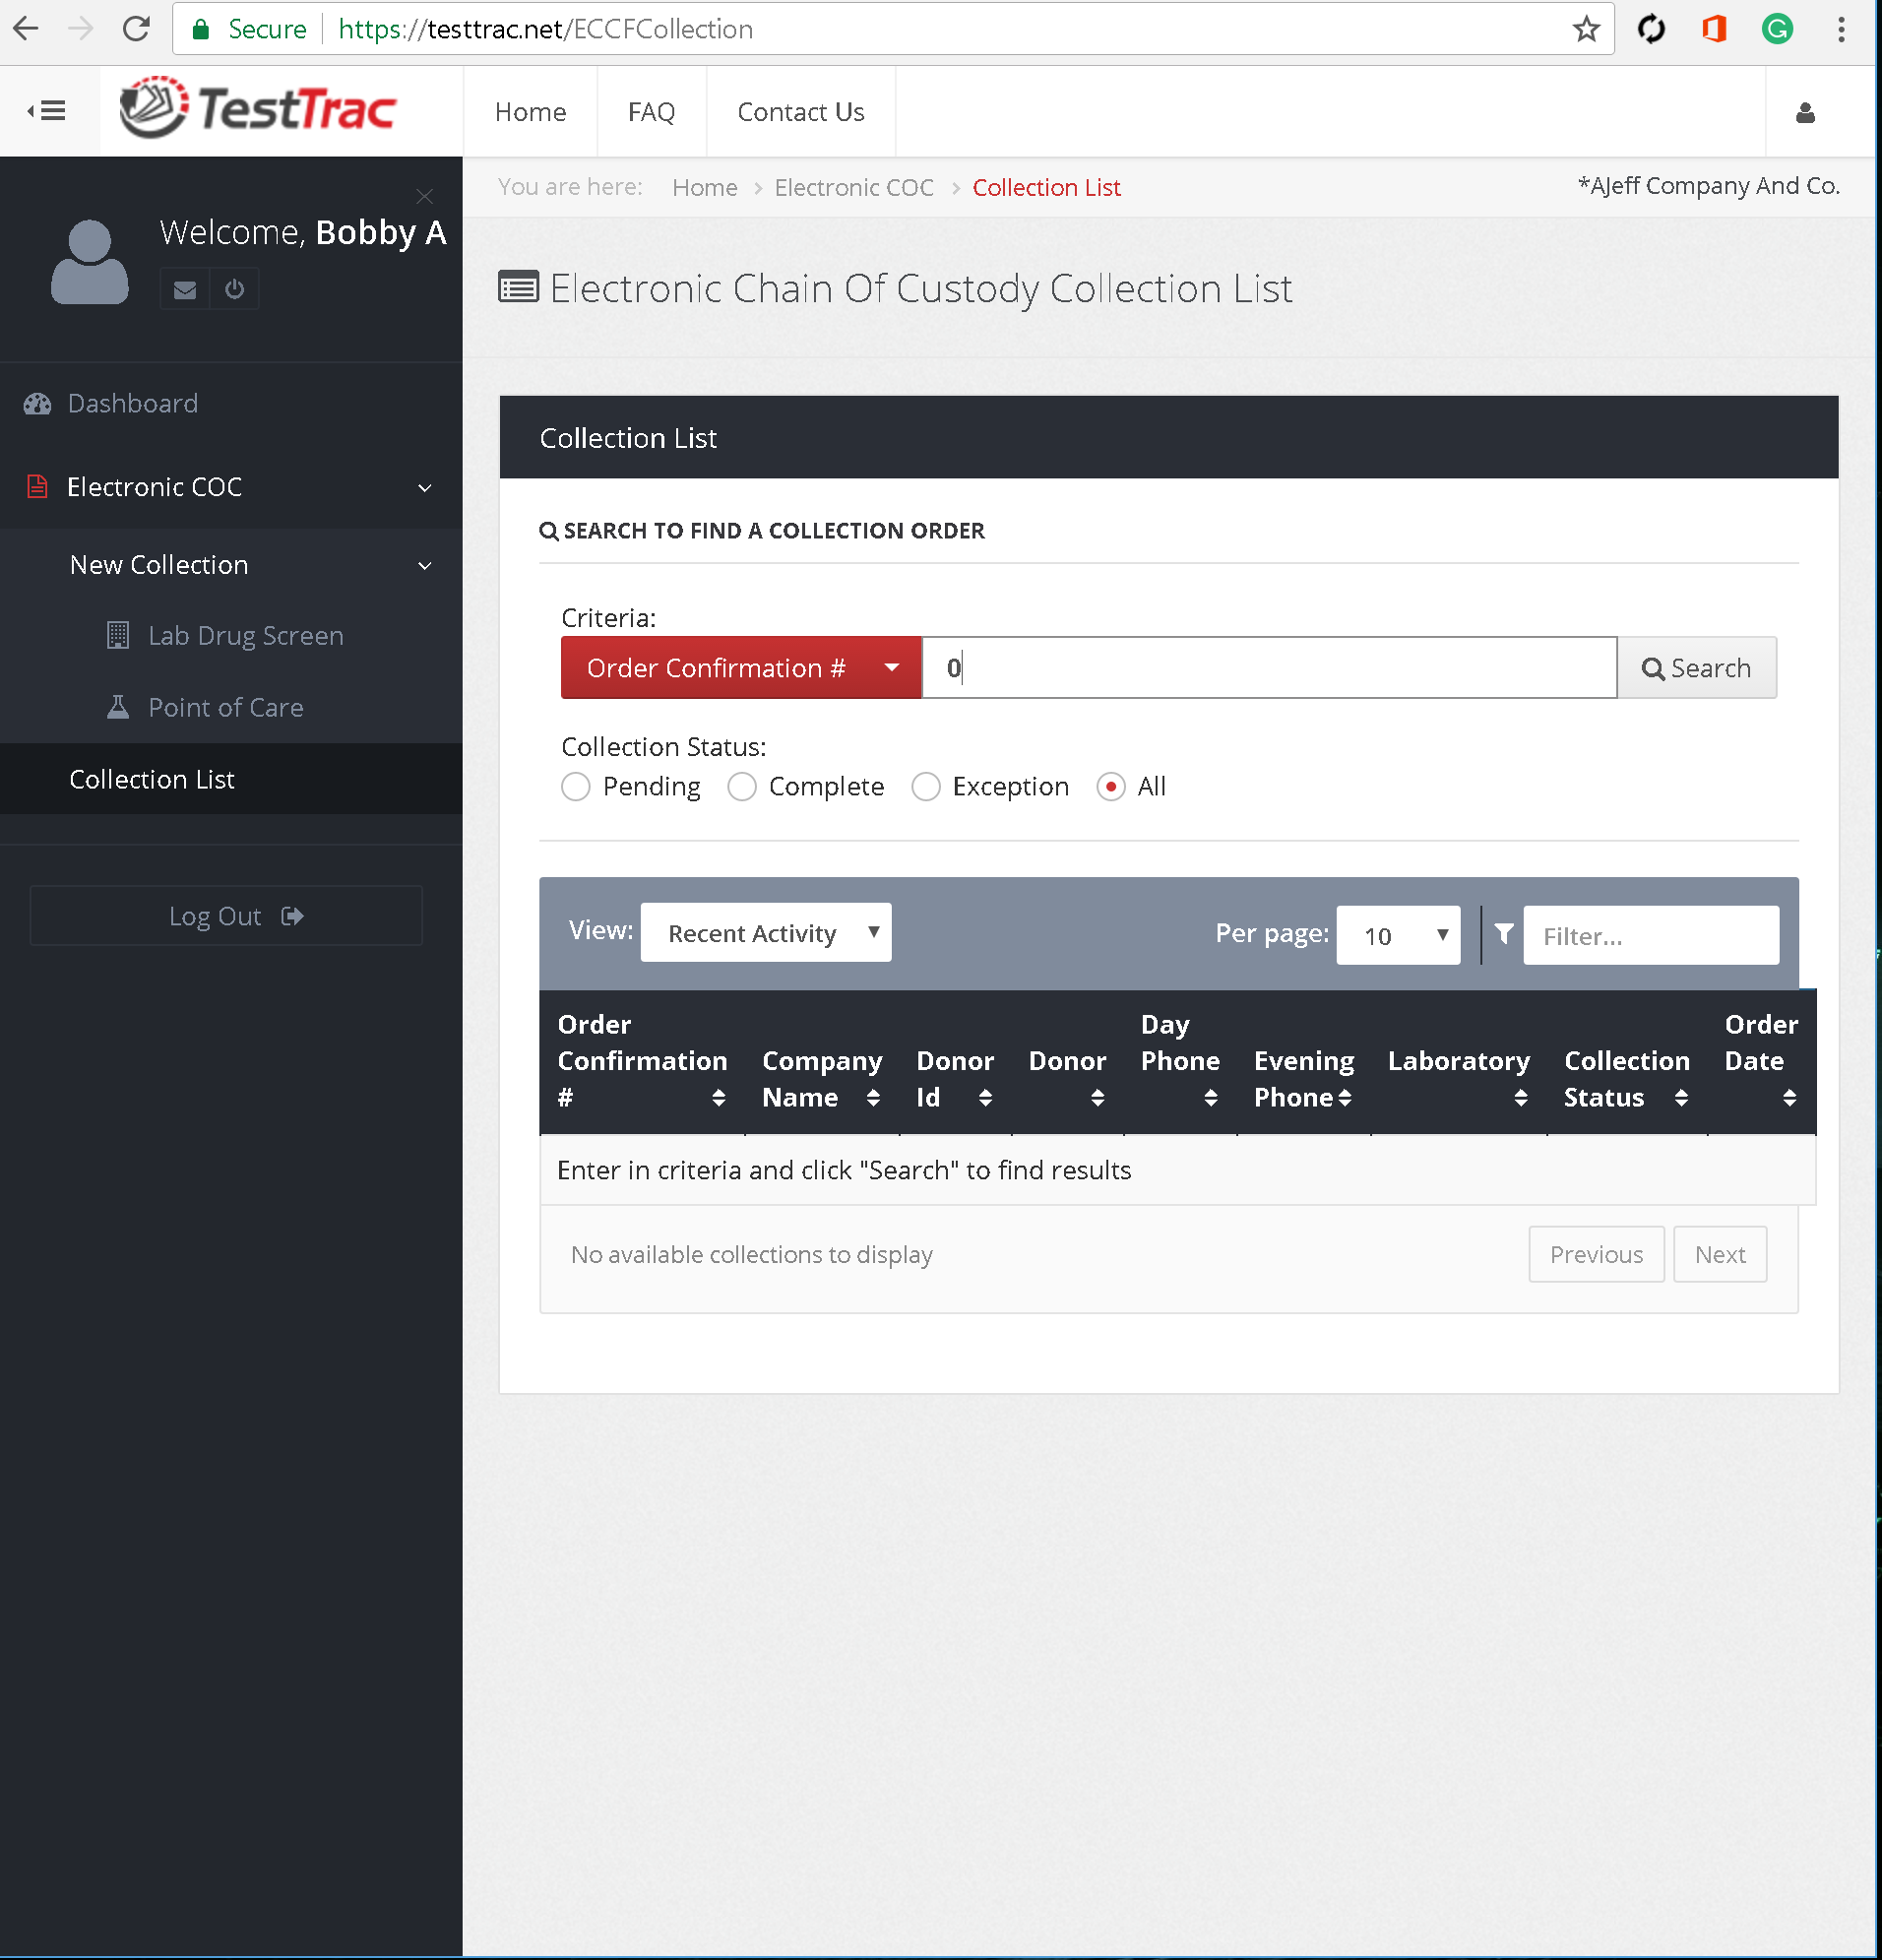 Secure https://testtrac.net/ECCFCollection
TestTrac
Home
FAQ
Contact Us
You are here: Home Electronic COC Collection List
*AJeff Company And Co.
Welcome, Bobby A
Dashboard
Electronic COC
New Collection
Lab Drug Screen
Point of Care
Collection List
Log Out
Electronic Chain Of Custody Collection List
Collection List
SEARCH TO FIND A COLLECTION ORDER
Criteria:
Order Confirmation # 0 Search
Collection Status:
Pending Complete Exception All
View: Recent Activity Per page: 10 Filter...
Order Confirmation # Company Name Donor Id Donor Day Phone Evening Phone Laboratory Collection Status Order Date
Enter in criteria and click "Search" to find results
No available collections to display
Previous Next